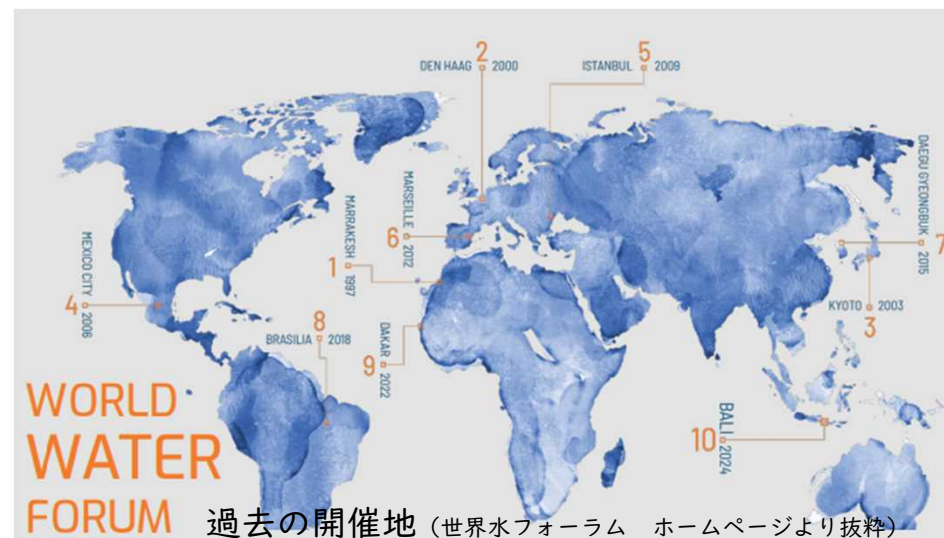 2
DEN HAAG 2000
5
ISTANBUL 2009
DAEGU GYEONGBUK 2015
7
MARSEILLE 2012
6
MARRAKESH 1997
1
MEXICO CITY 2006
4
8
BRASILIA 2018
DAKAR 2022
9
KYOTO 2003
3
BALI 2024
10
WORLD
WATER
FORUM
過去の開催地（世界水フォーラム　ホームページより抜粋）